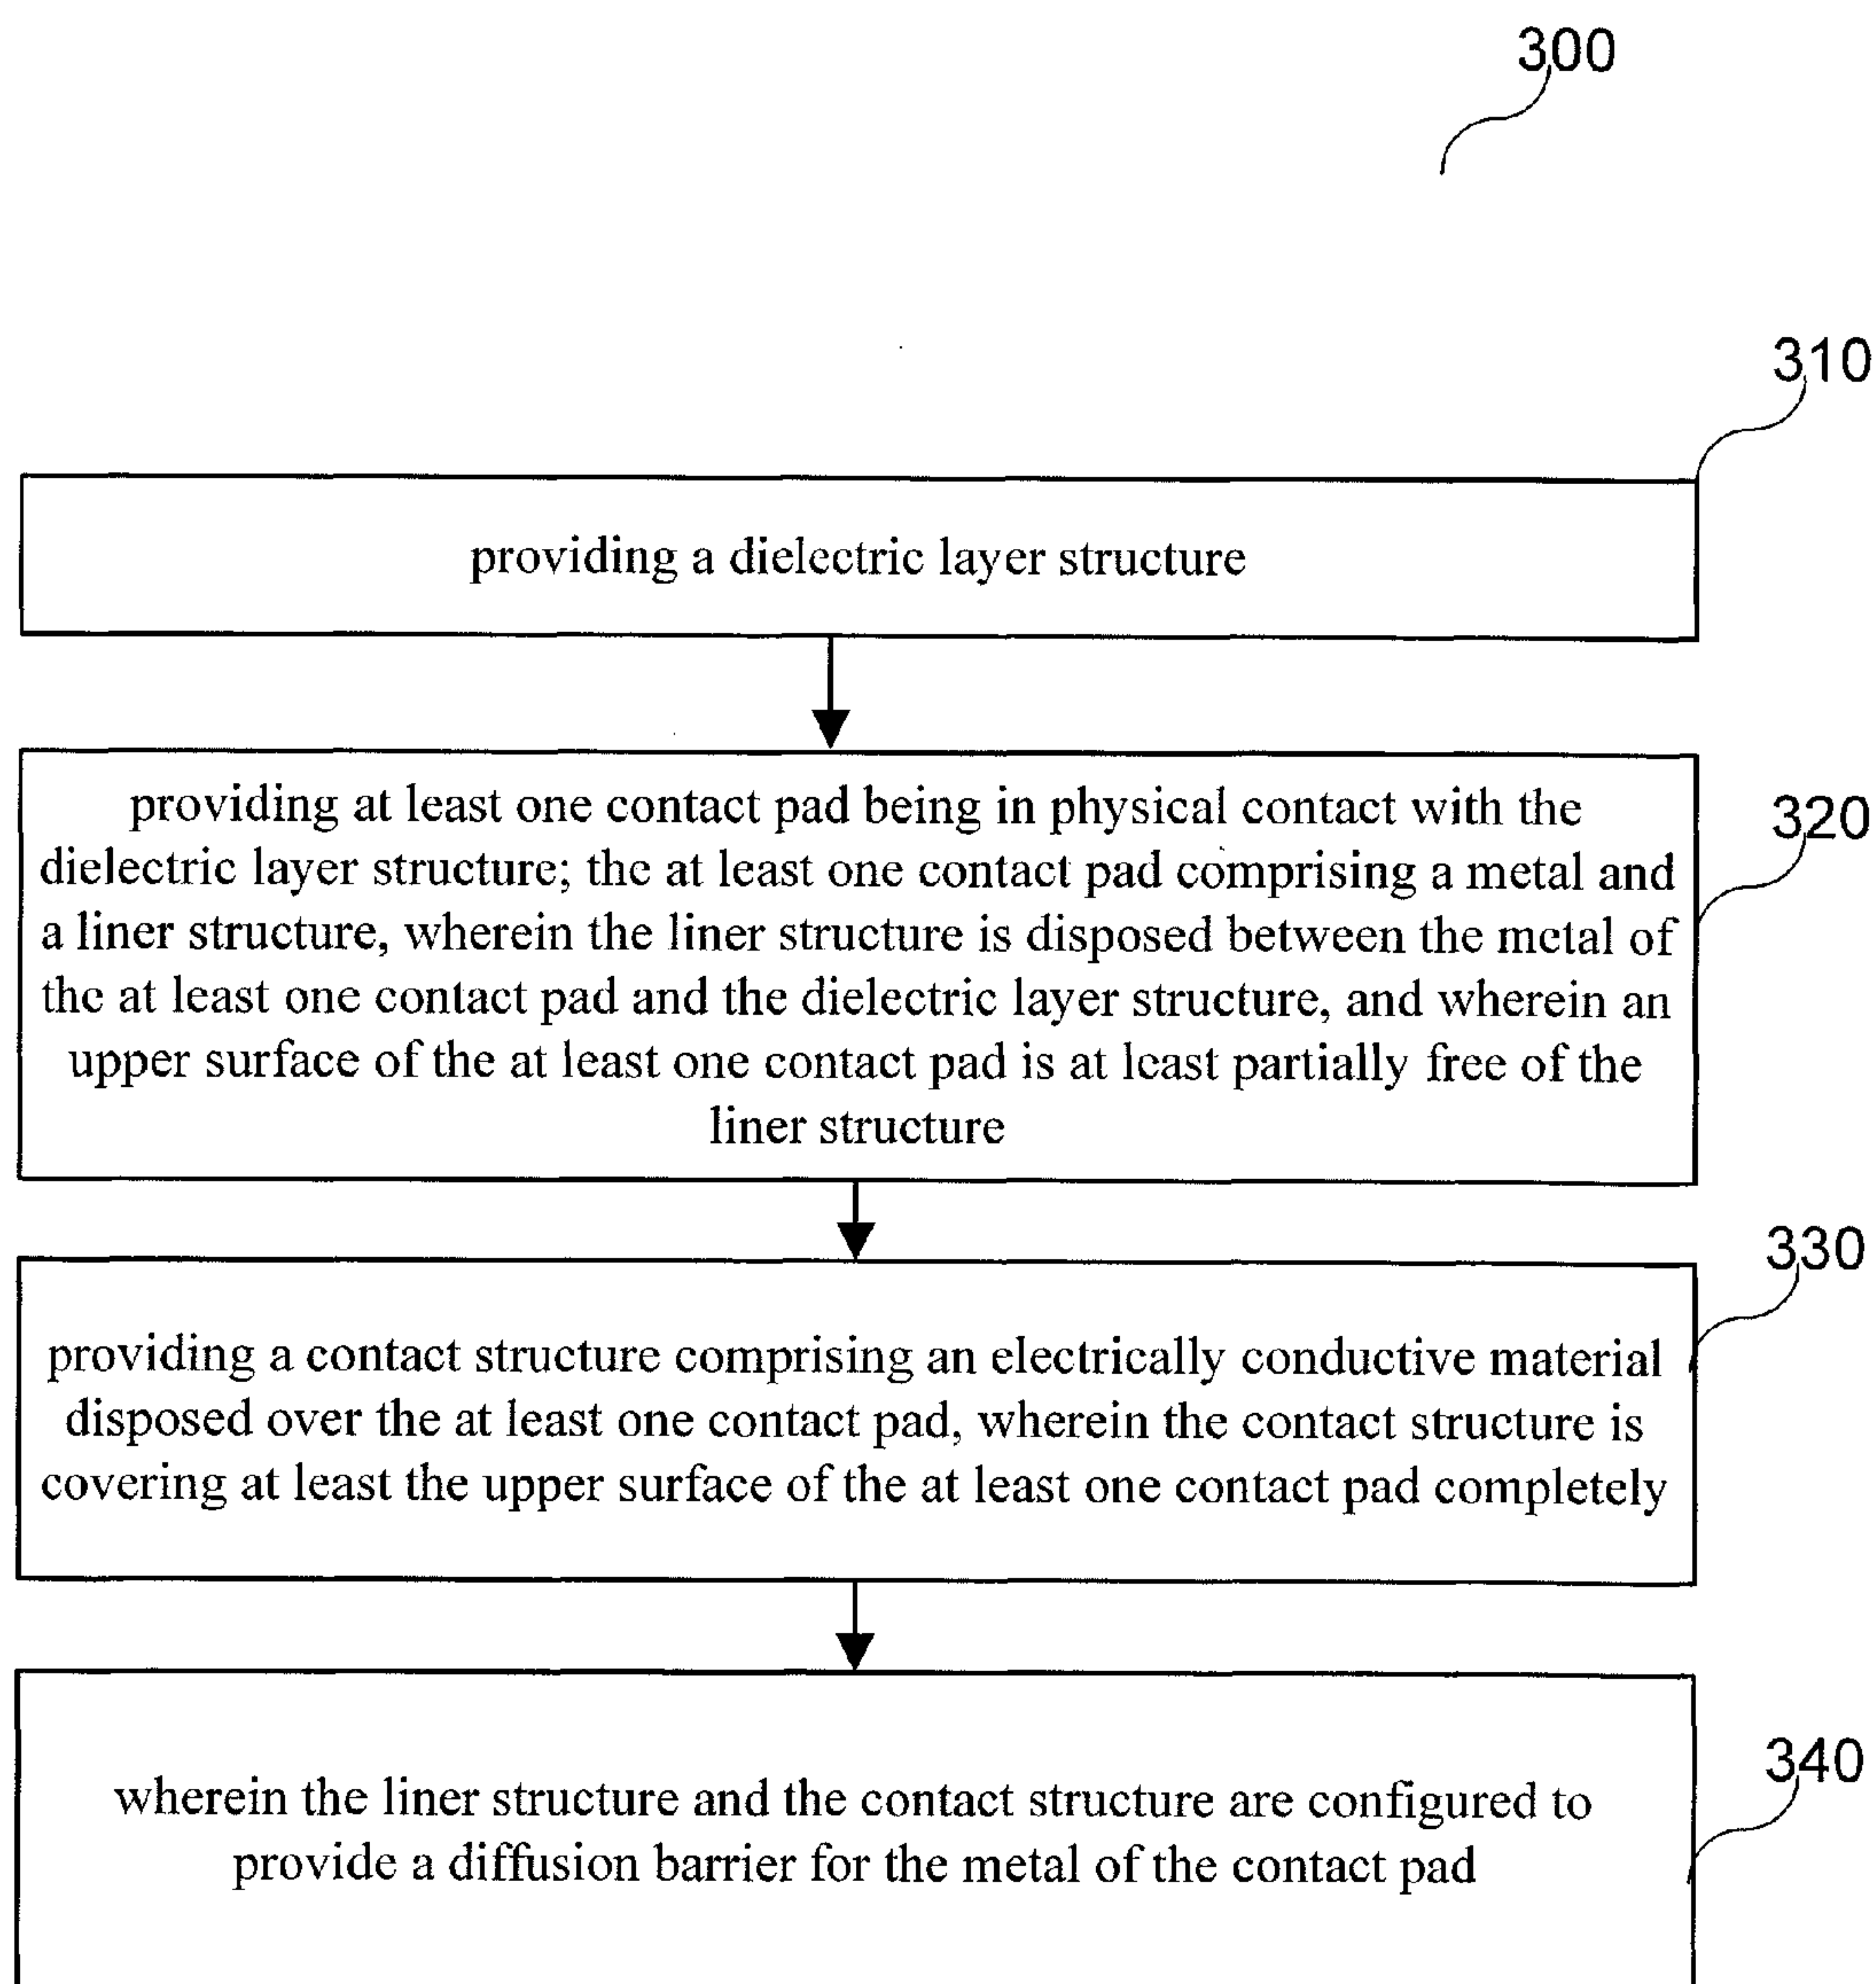 300
310
providing a dielectric layer structure
providing at least one contact pad being in physical contact with the
dielectric layer structure; the at least one contact pad comprising a metal and
320
a liner structure, wherein the liner structure is disposed between the metal of
the at least one contact pad and the dielectric layer structure, and wherein an
upper surface of the at least one contact pad is at least partially free of the
liner structure
330
providing a contact structure comprising an electrically conductive material
disposed over the at least one contact pad, wherein the contact structure is
covering at least the upper surface of the at least one contact pad completely
340
wherein the liner structure and the contact structure are configured to
provide a diffusion barrier for the metal of the contact pad